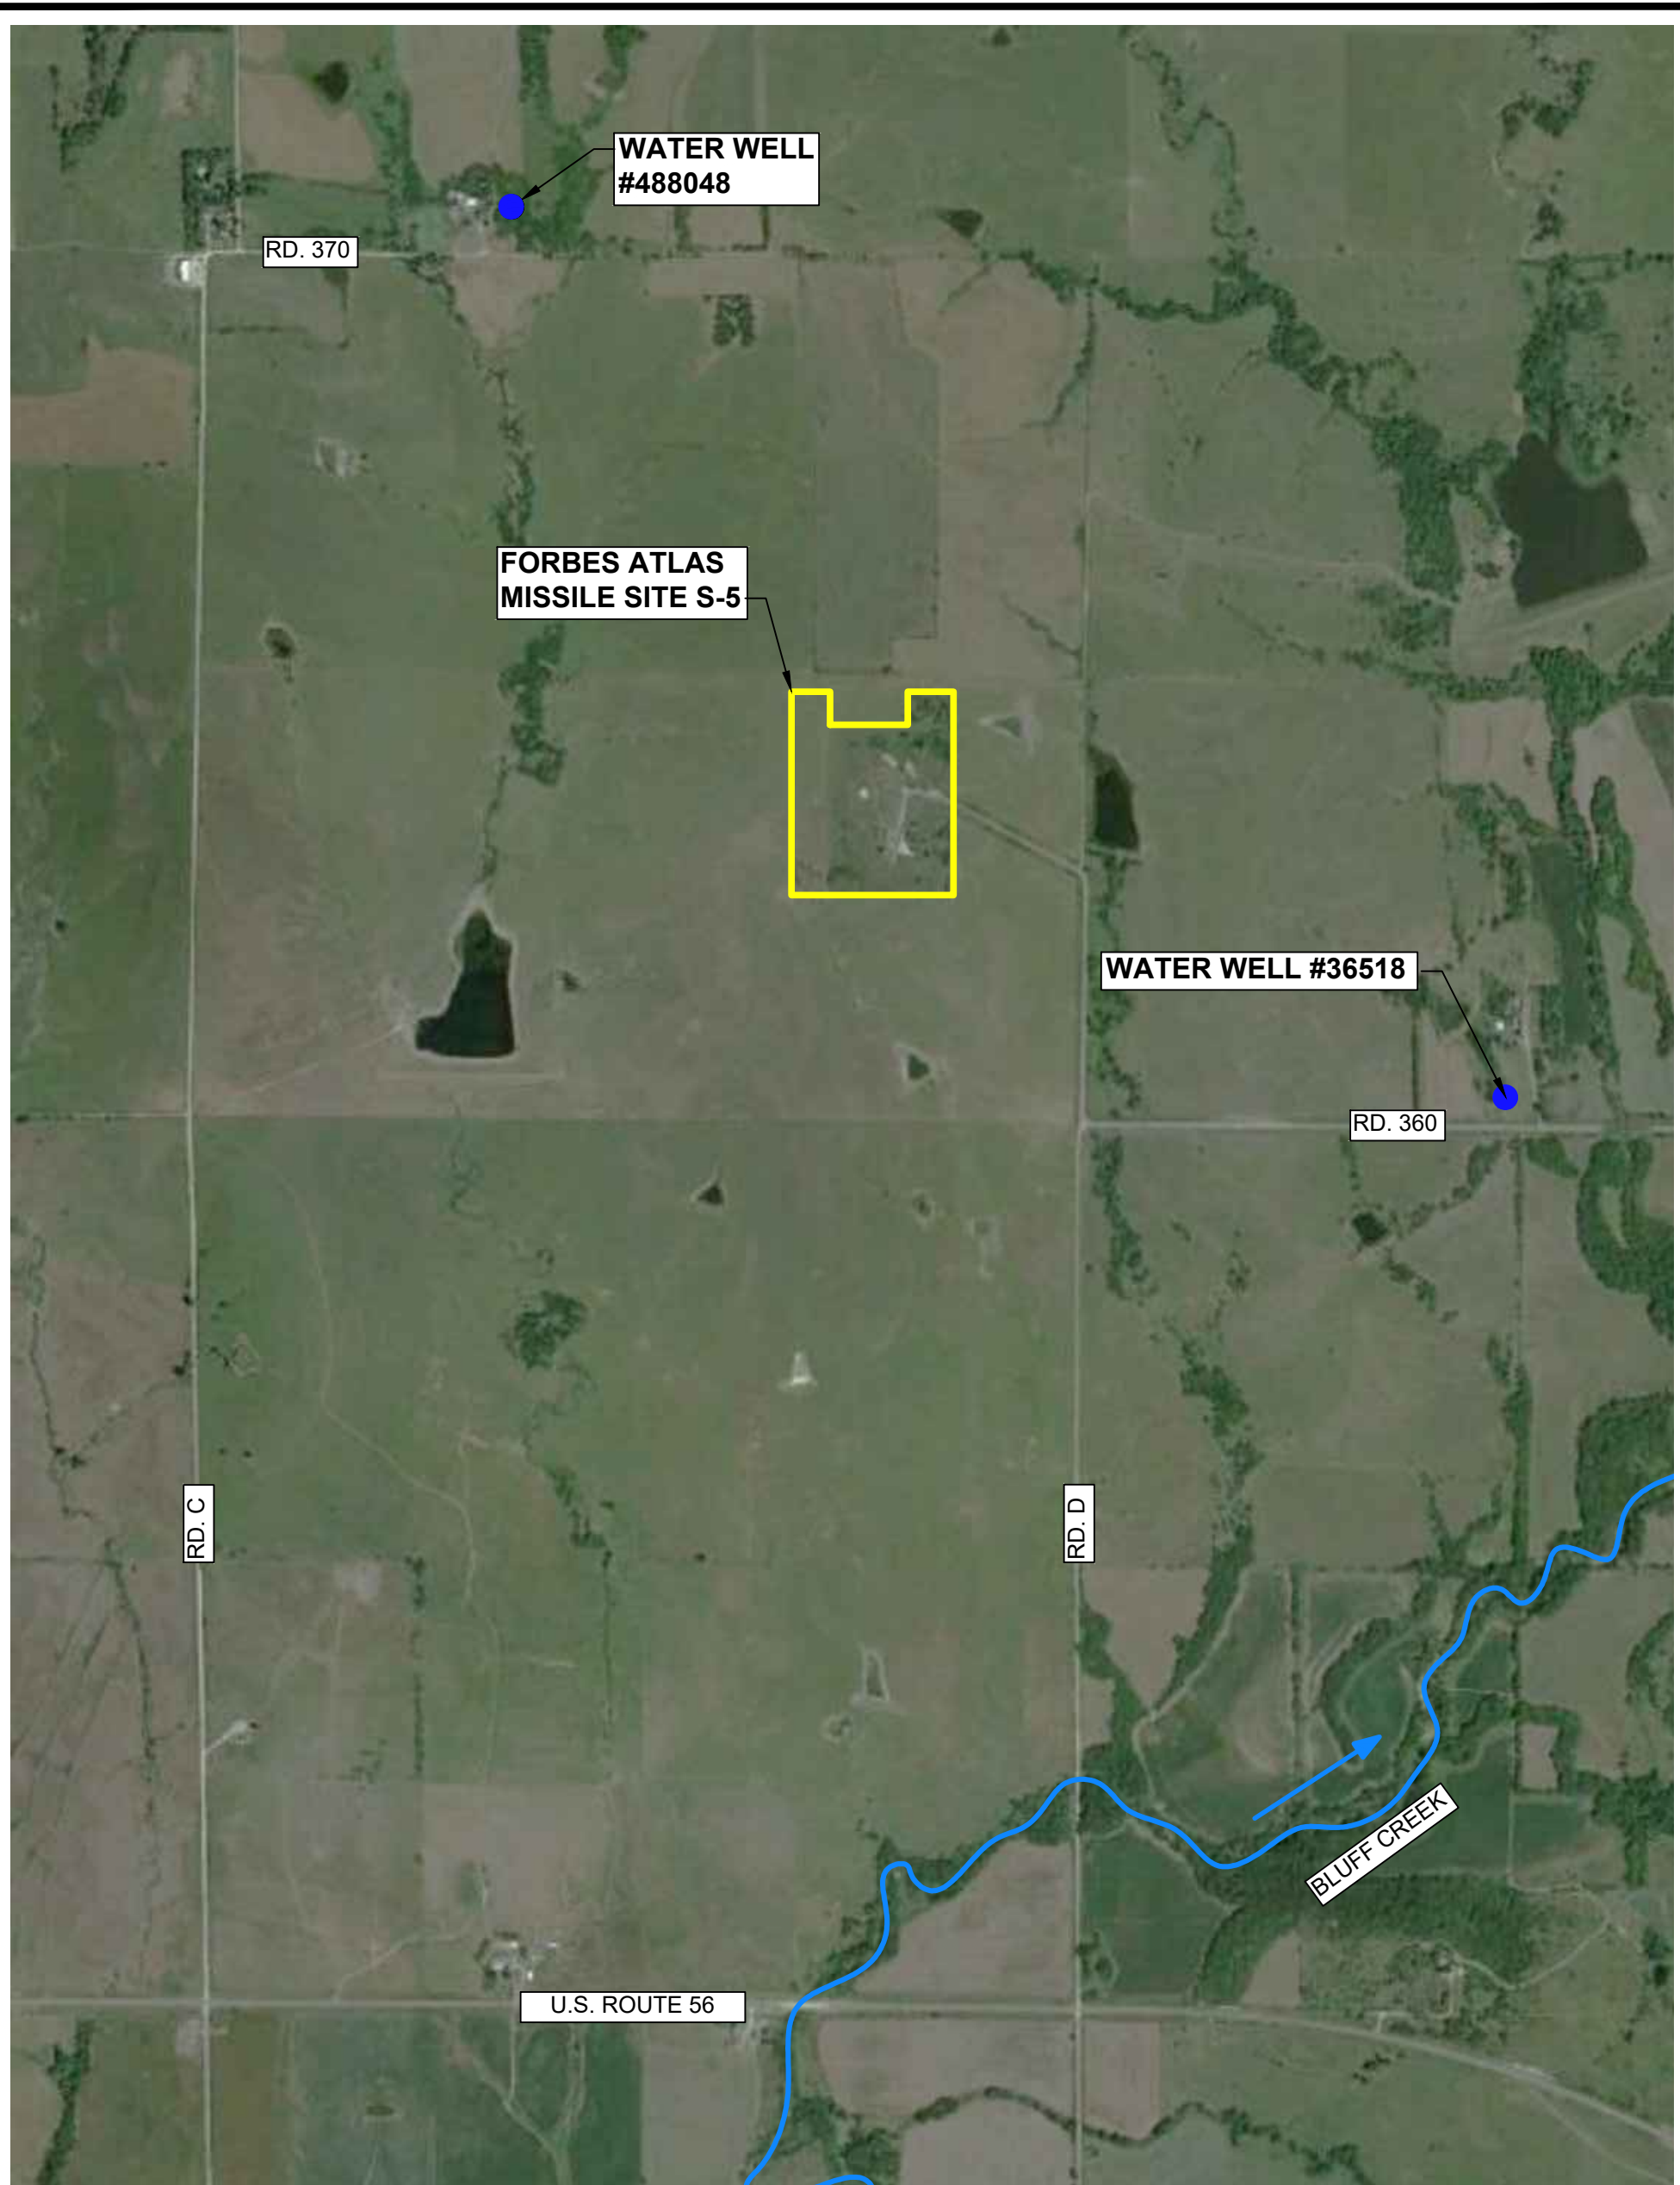 WATER WELL
#488048
RD. 370
FORBES ATLAS
MISSILE SITE S-5
WATER WELL #36518
RD. 360
RD. C
RD. D
BLUFF CREEK
U.S. ROUTE 56